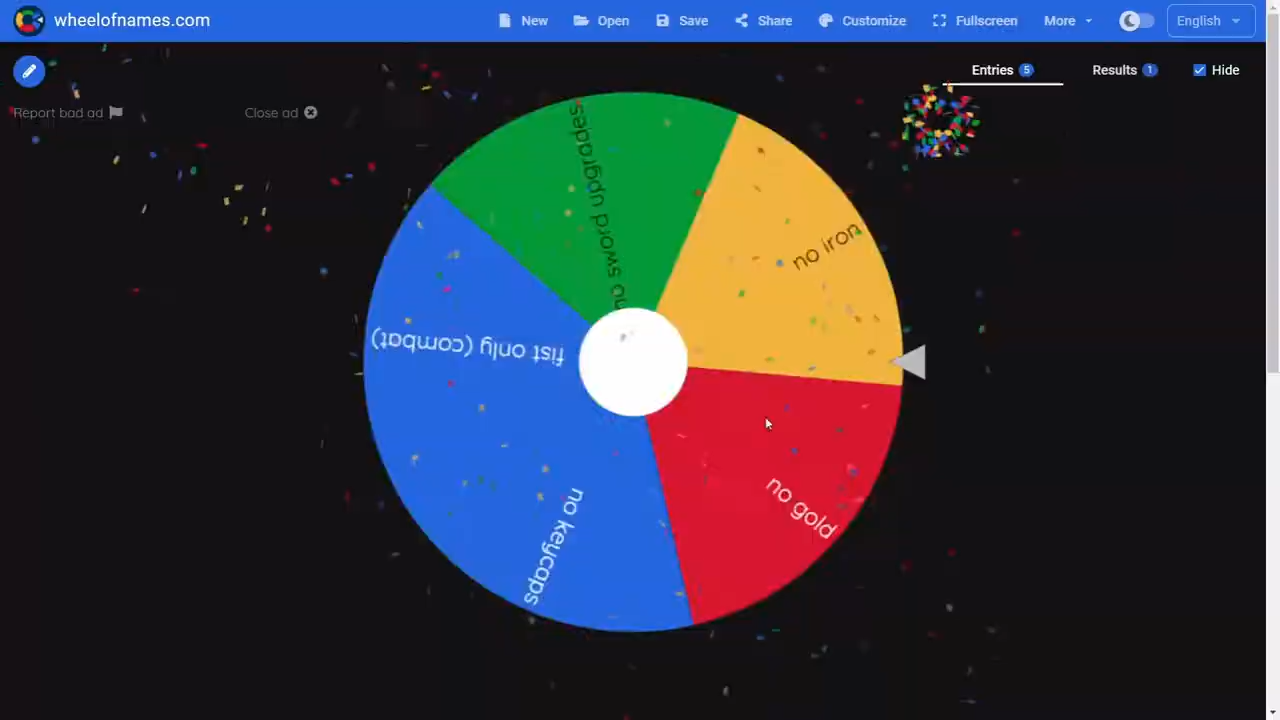 wheelofnames.com
New
Open
Save
Share
Customize
Fullscreen
More
English
Entries 5
Results 1
Hide
Report bad ad
Close ad
no sword upgrades
no iron
fist only (combat)
no keycaps
no gold